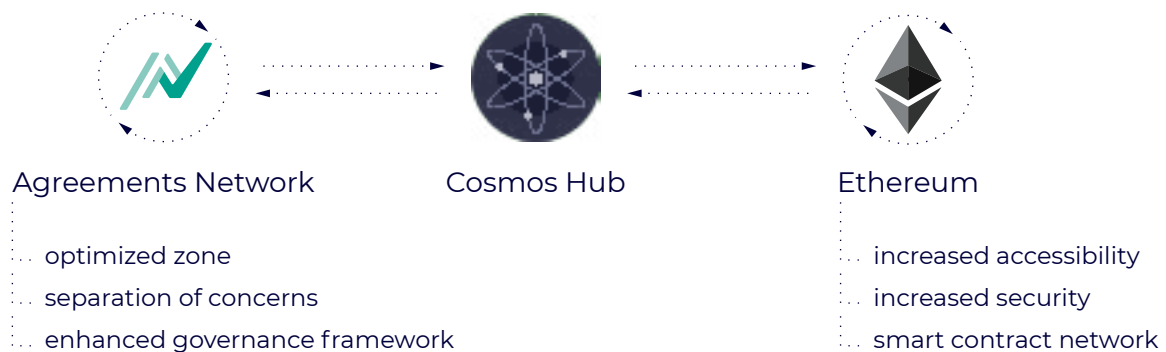 Agreements Network
Cosmos Hub
Ethereum
optimized zone
separation of concerns
enhanced governance framework
increased accessibility
increased security
smart contract network